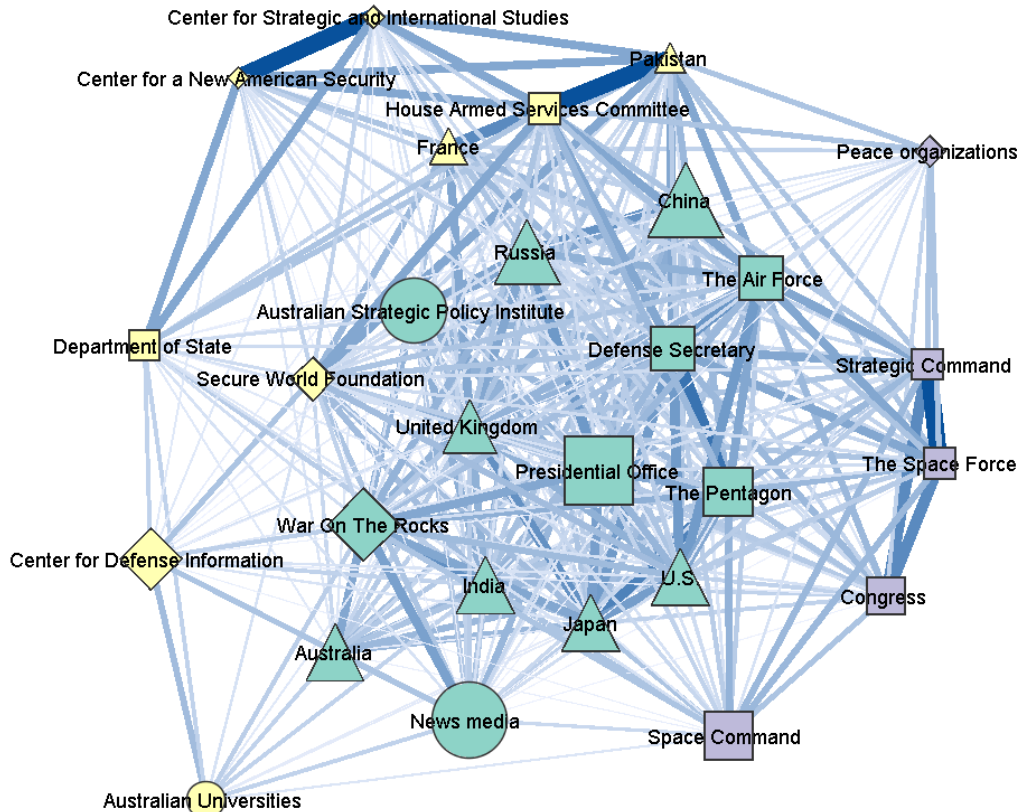 Center for Strategic and International Studies
Pakistan
Center for a New American Security
House Armed Services Committee
France
Peace organizations
China
Russia
The Air Force
Australian Strategic Policy Institute
Department of State
Defense Secretary
Strategic Command
Secure World Foundation
United Kingdom
The Space Force
Presidential Office
The Pentagon
War On The Rocks
Center for Defense Information
U.S
India
Congress
Japan
Australia
News media
Space Command
Australian Universities